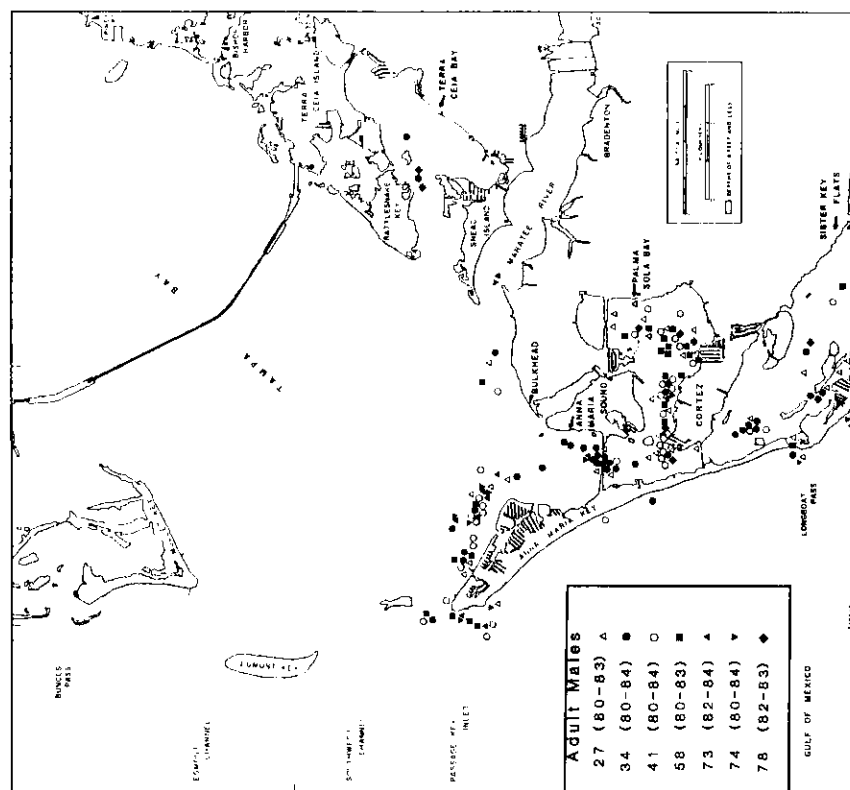 BISHOP
HARBOR
TERRA
CEIA ISLAND
TERRA
CEIA BAY
RATTLESNAKE
KEY
SNEAD
ISLAND
MANATEE RIVER
BRADENTON
BAY
TAMPA
BULKHEAD
ANNA
MARIA
SOUND
PALMA
SOLA BAY
SISTER KEY
FLATS
CORTEZ
ANNA MARIA KEY
LONGBOAT
PASS
BUNCES
PASS
CHANNEL
SOUTHWEST
CHANNEL
PASSAGE KEY
INLET
GULF OF MEXICO
Adult Males
27 (80-83) △
34 (80-84) ●
41 (80-84) ○
58 (80-83) ■
73 (82-84) ▲
74 (80-84) ▼
78 (82-83) ◆